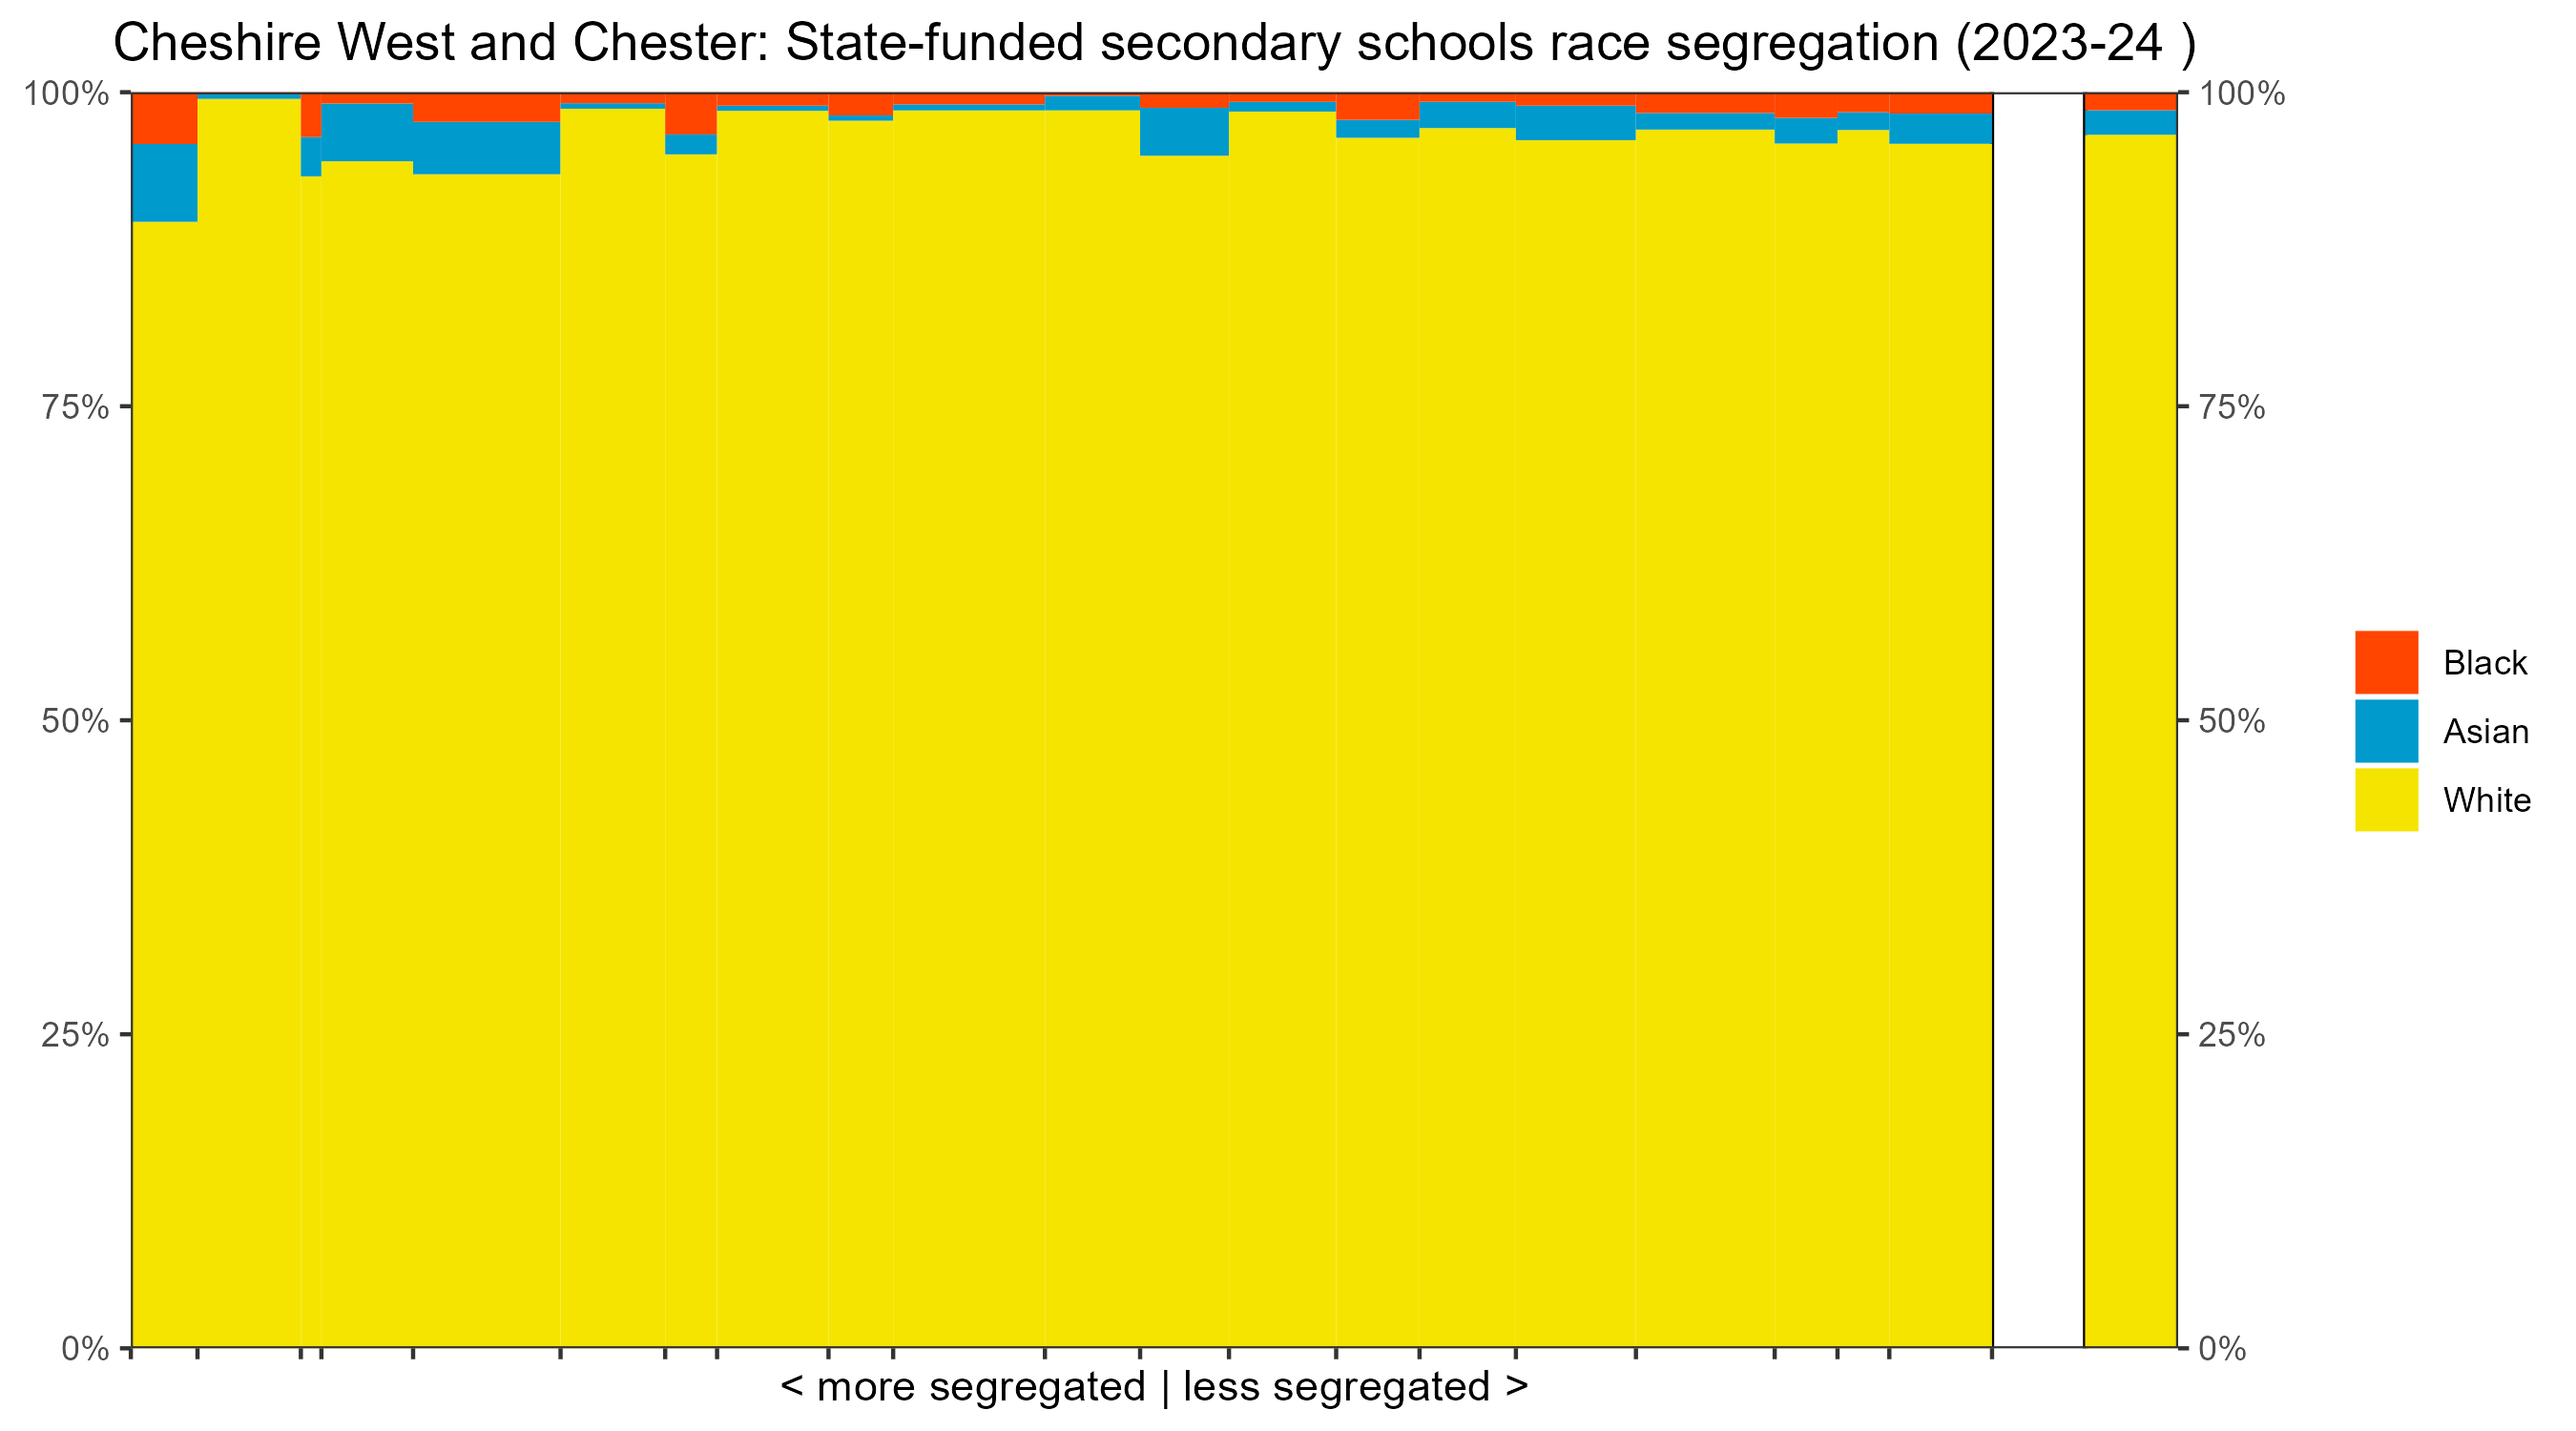 Cheshire West and Chester: State-funded secondary schools race segregation (2023-24 )
100%
75%
50%
25%
0%
100%
75%
50%
25%
0%
Black
Asian
White
< more segregated | less segregated >